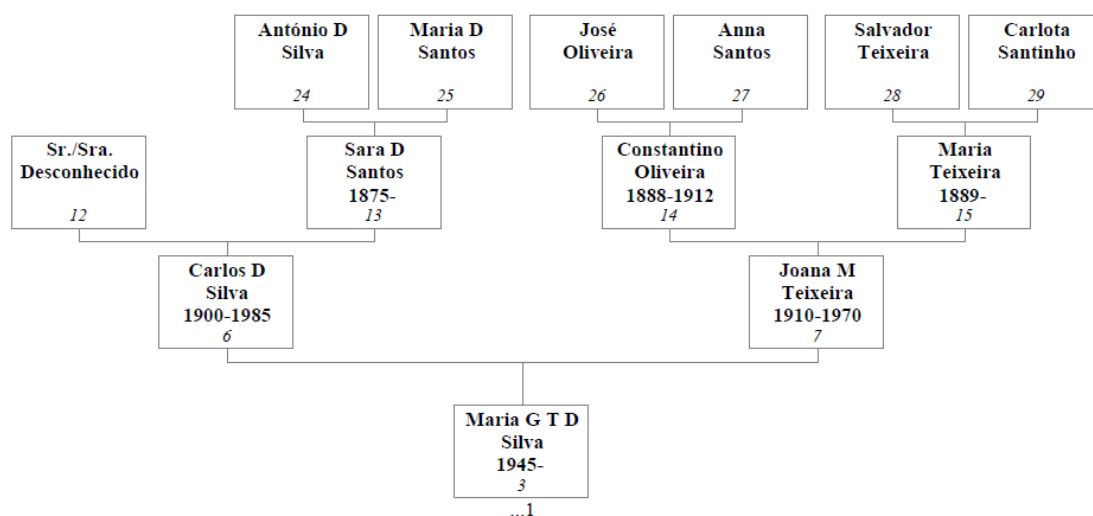 António D
Silva
24
Maria D
Santos
25
José
Oliveira
26
Anna
Santos
27
Salvador
Teixeira
28
Carlota
Santinho
29
Sr./Sra.
Desconhecido
12
Sara D
Santos
1875-
13
Constantino
Oliveira
1888-1912
14
Maria
Teixeira
1889-
15
Carlos D
Silva
1900-1985
6
Joana M
Teixeira
1910-1970
7
Maria G T D
Silva
1945-
3
...1